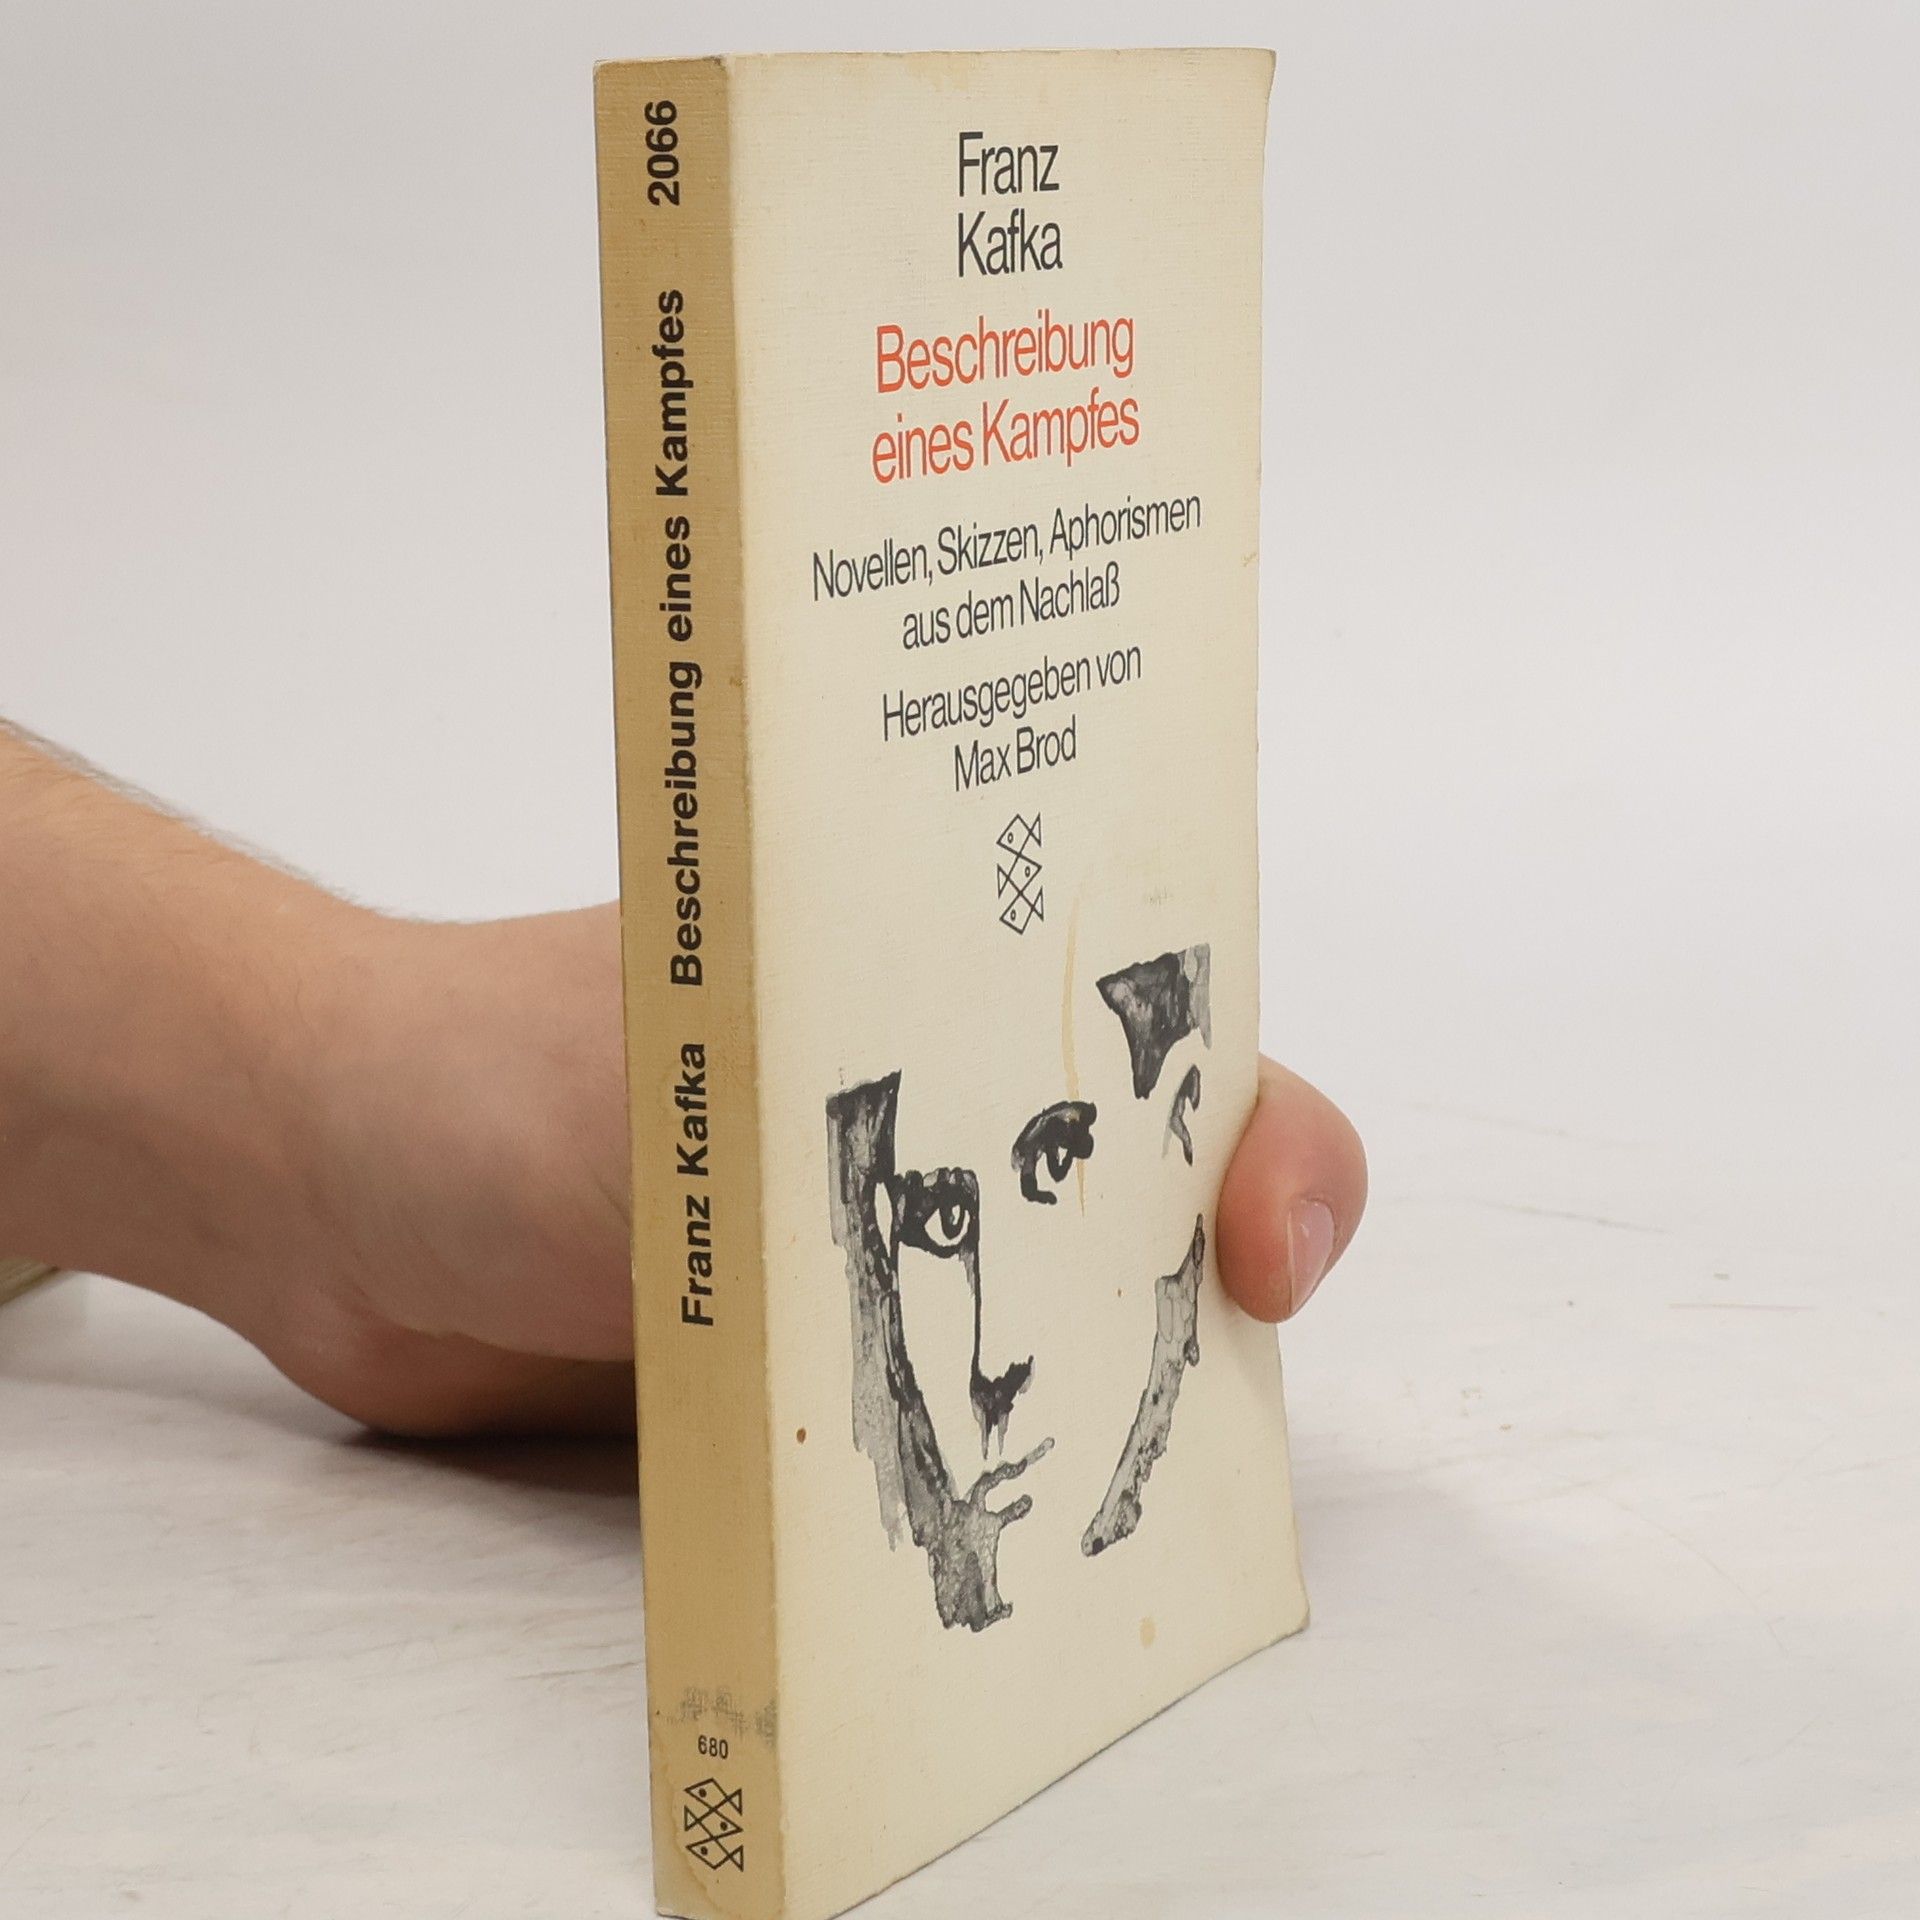 Franz Kafka Beschreibung eines Kampfes 2066
680
Franz
Kafka
Beschreibung
eines Kampfes
Novellen, Skizzen, Aphorismen
aus dem Nachlaß
Herausgegeben von
Max Brod